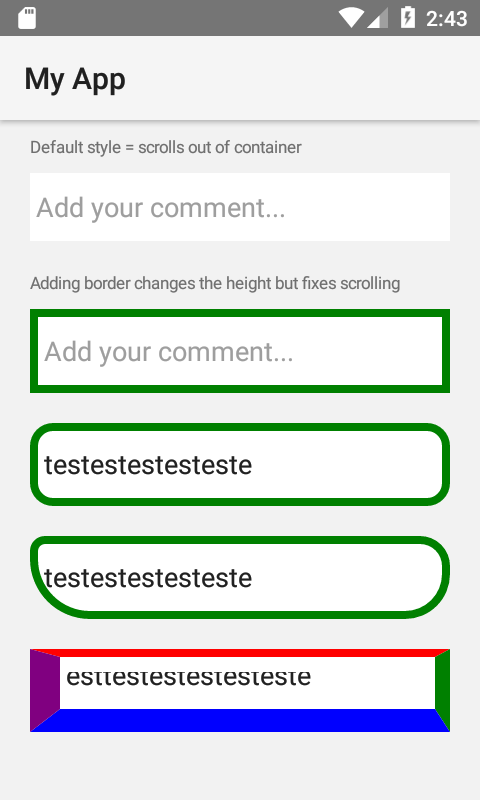 2:43
My App
Default style = scrolls out of container
Add your comment...
Adding border changes the height but fixes scrolling
Add your comment...
testestestesteste
testestestesteste
esttestestestesteste